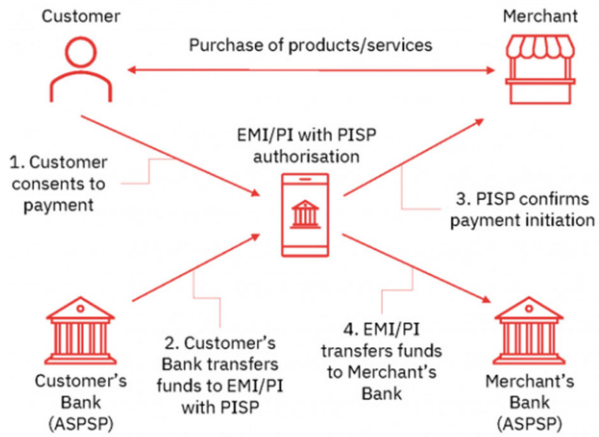 Customer
Merchant
Purchase of products/services
EMI/PI with PISP
authorisation
1. Customer
consents to
payment
3. PISP confirms
payment initiation
2. Customer's
Bank transfers
funds to EMI/PI
with PISP
4. EMI/PI
transfers funds
to Merchant's
Bank
Customer's
Bank
(ASPSP)
Merchant's
Bank
(ASPSP)